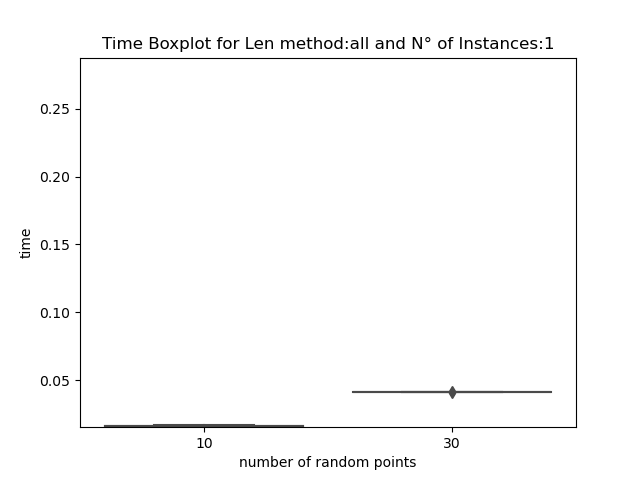 Time Boxplot for Len method:all and N° of Instances:1
0.25
0.20
0.15
0.10
0.05
time
10 30
number of random points